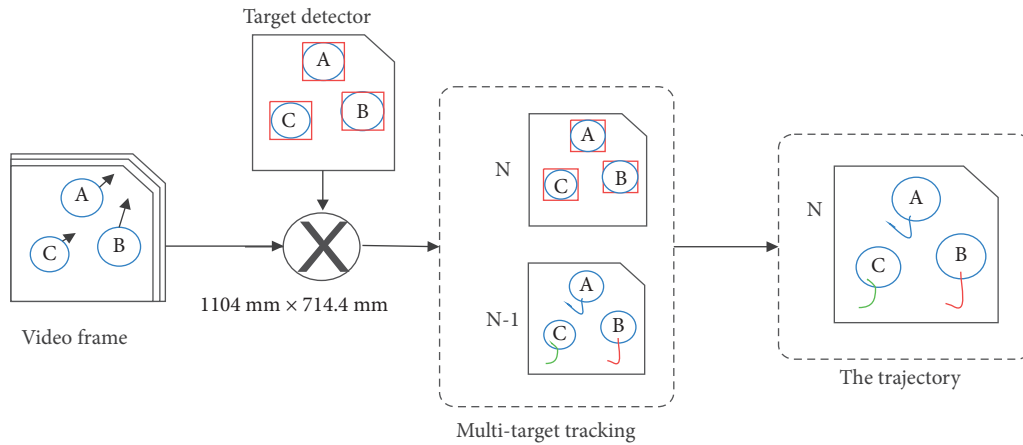 Target detector
A
C
B
A
C
B
Video frame
1104 mm × 714.4 mm
N
A
C
B
N-1
A
C
B
Multi-target tracking
N
A
C
B
The trajectory